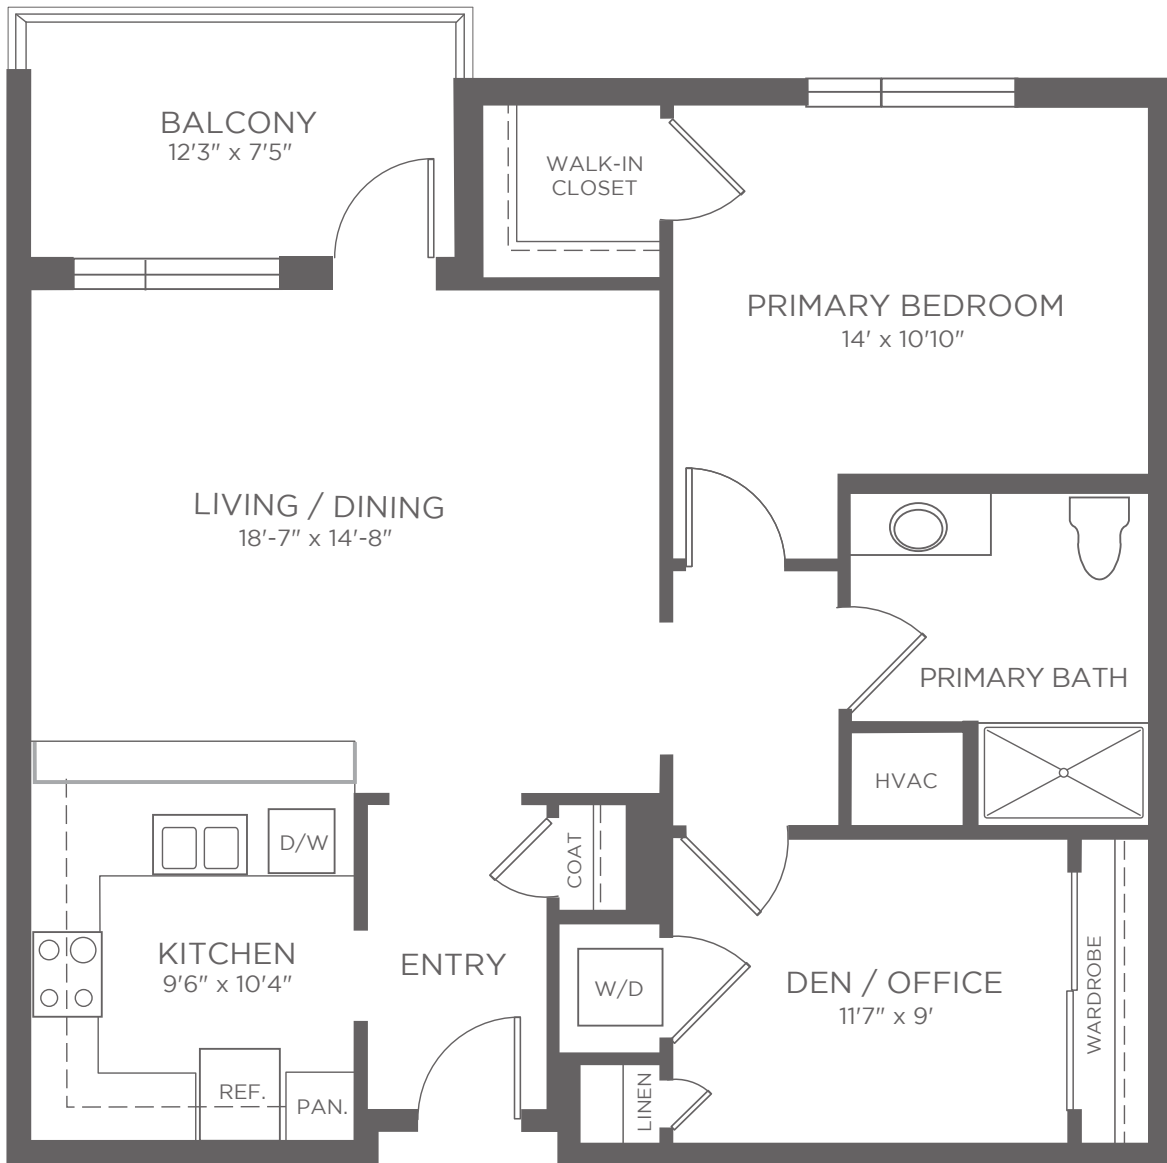 BALCONY
12'3" x 7'5"
WALK-IN
CLOSET
PRIMARY BEDROOM
14' x 10'10"
LIVING / DINING
18'-7" x 14'-8"
PRIMARY BATH
HVAC
D/W
COAT
KITCHEN
9'6" x 10'4"
ENTRY
W/D
DEN / OFFICE
11'7" x 9'
WARDROBE
REF.
PAN.
LINEN